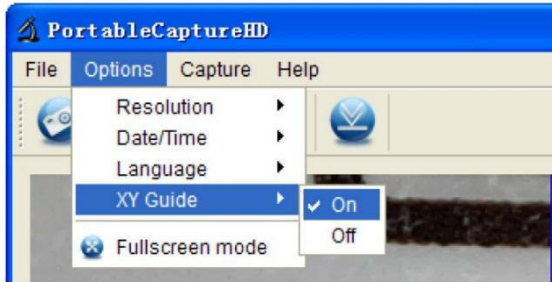 PortableCaptureHD
File Options Capture Help
Resolution
Date/Time
Language
XY Guide
On
Off
Fullscreen mode